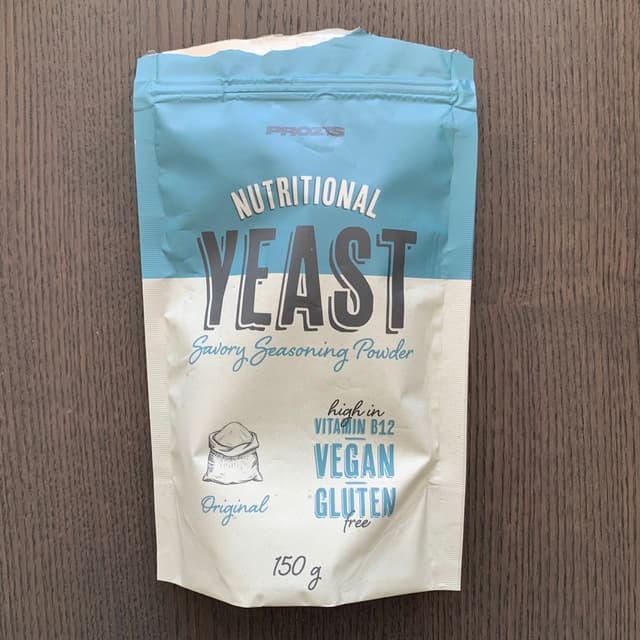 PROZIS
NUTRITIONAL
YEAST
Savory Seasoning Powder
high in
VITAMIN B12
VEGAN
GLUTEN
free
Original
150 g